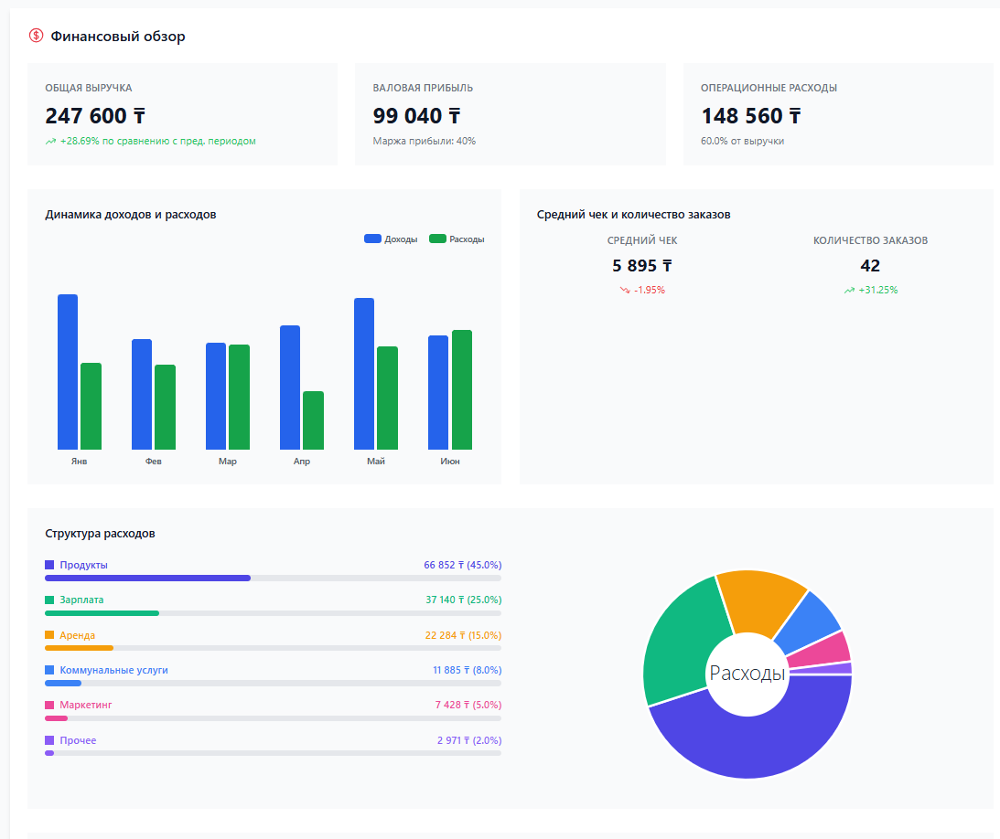 Финансовый обзор
ОБЩАЯ ВЫРУЧКА
247 600 ₸
+28.69% по сравнению с пред. периодом
ВАЛОВАЯ ПРИБЫЛЬ
99 040 ₸
Маржа прибыли: 40%
ОПЕРАЦИОННЫЕ РАСХОДЫ
148 560 ₸
60.0% от выручки
Динамика доходов и расходов
Доходы Расходы
Янв Фев Мар Апр Май Июн
Средний чек и количество заказов
СРЕДНИЙ ЧЕК
5 895 ₸
-1.95%
КОЛИЧЕСТВО ЗАКАЗОВ
42
+31.25%
Структура расходов
Продукты 66 852 ₸ (45.0%)
Зарплата 37 140 ₸ (25.0%)
Аренда 22 284 ₸ (15.0%)
Коммунальные услуги 11 885 ₸ (8.0%)
Маркетинг 7 428 ₸ (5.0%)
Прочее 2 971 ₸ (2.0%)
Расходы